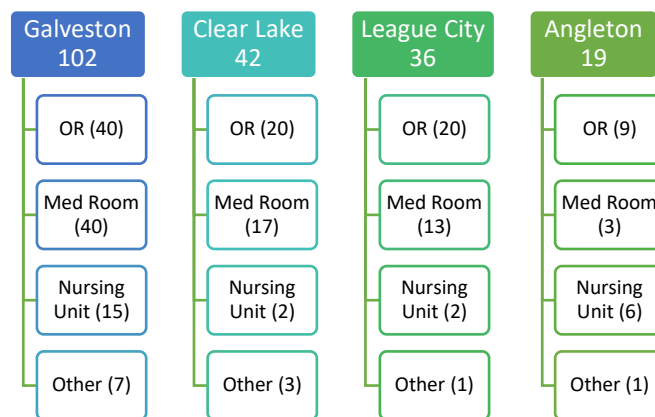 Galveston
102
OR (40)
Med Room
(40)
Nursing
Unit (15)
Other (7)
Clear Lake
42
OR (20)
Med Room
(17)
Nursing
Unit (2)
Other (3)
League City
36
OR (20)
Med Room
(13)
Nursing
Unit (2)
Other (1)
Angleton
19
OR (9)
Med Room
(3)
Nursing
Unit (6)
Other (1)